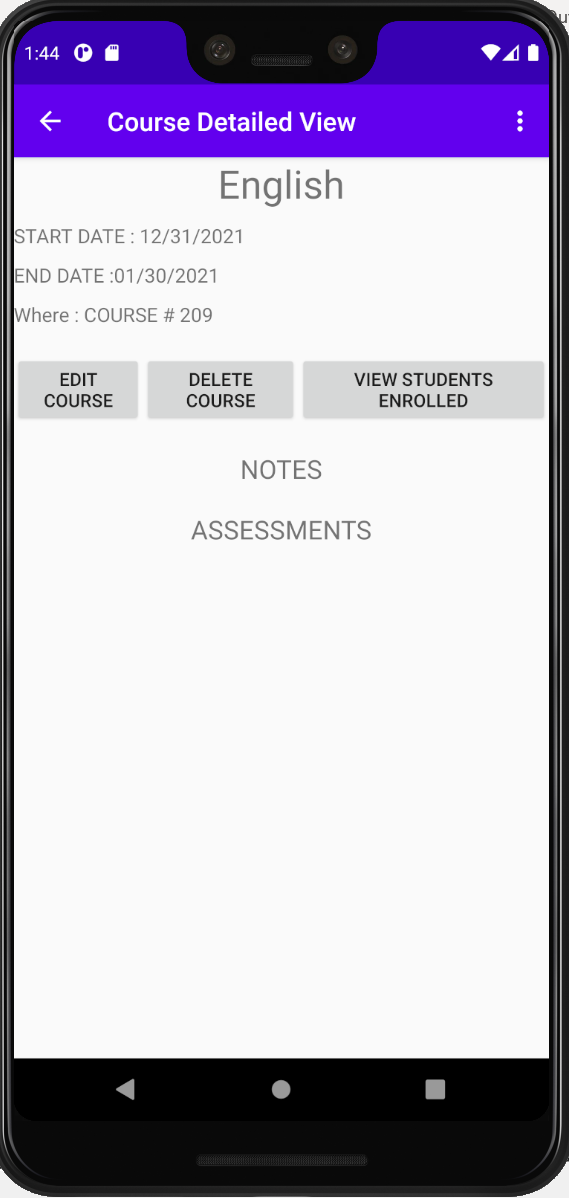 1:44
Course Detailed View
English
START DATE : 12/31/2021
END DATE :01/30/2021
Where : COURSE # 209
EDIT
COURSE
DELETE
COURSE
VIEW STUDENTS
ENROLLED
NOTES
ASSESSMENTS